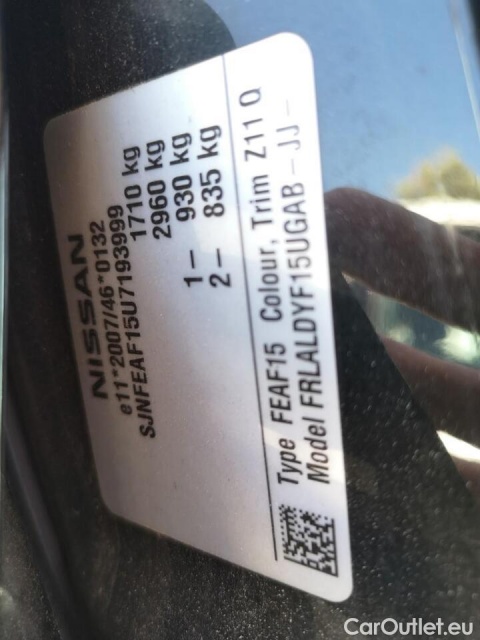 NISSAN
e11*2007/46*0132
SJNFEAF15U7193999
1710 kg
2960 kg
1– 930 kg
2– 835 kg
Type FEAF15 Colour, Trim Z11 Q
Model FRLALDYF15UGAB–JJ–
CarOutlet.eu